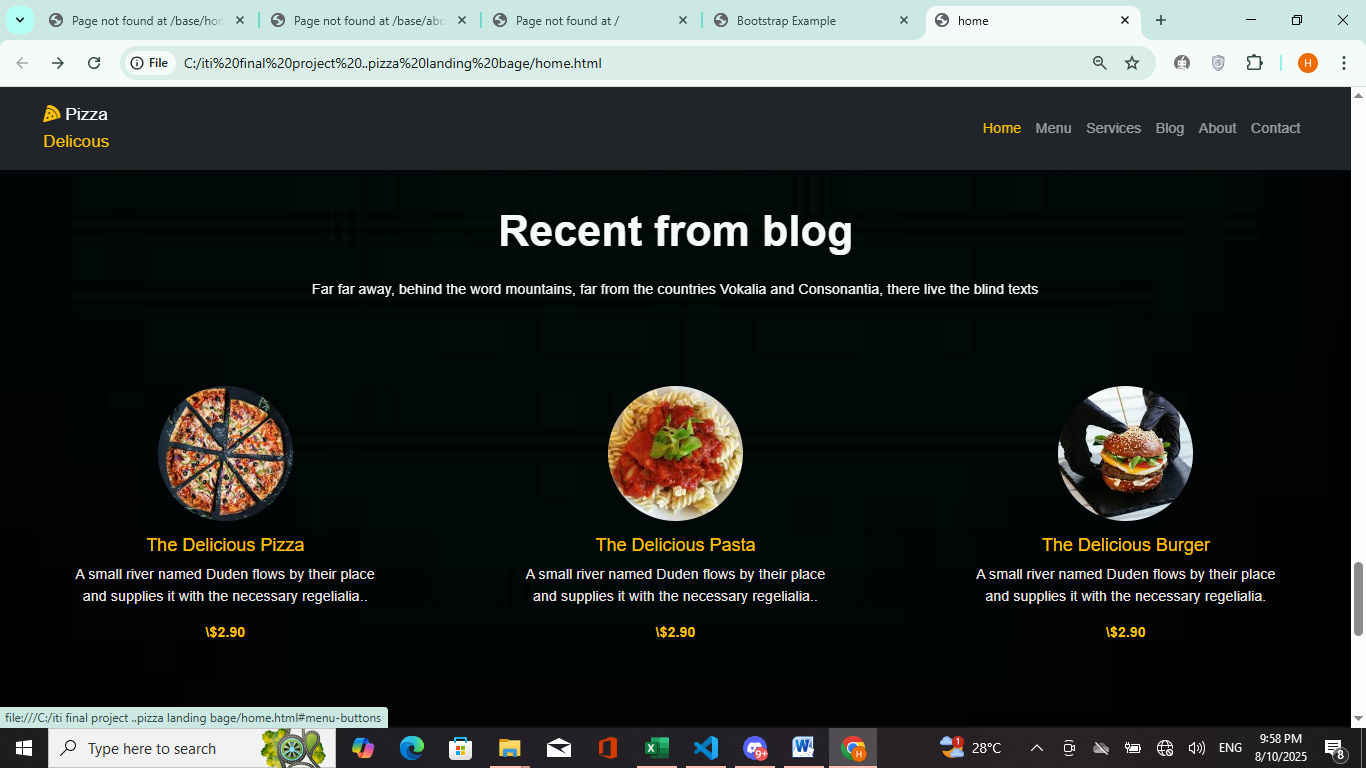 Page not found at /base/hom
Page not found at /base/abo
Page not found at /
Bootstrap Example
home
File
C:/iti%20final%20project%20..pizza%20landing%20bage/home.html
H
Pizza
Delicous
Home Menu Services Blog About Contact
Recent from blog
Far far away, behind the word mountains, far from the countries Vokalia and Consonantia, there live the blind texts
The Delicious Pizza
A small river named Duden flows by their place
and supplies it with the necessary regelialia..
\$2.90
The Delicious Pasta
A small river named Duden flows by their place
and supplies it with the necessary regelialia..
\$2.90
The Delicious Burger
A small river named Duden flows by their place
and supplies it with the necessary regelialia.
\$2.90
file:///C:/iti final project ..pizza landing bage/home.html#menu-buttons
Type here to search
9+
H
1
28°C
ENG
9:58 PM
8/10/2025
8